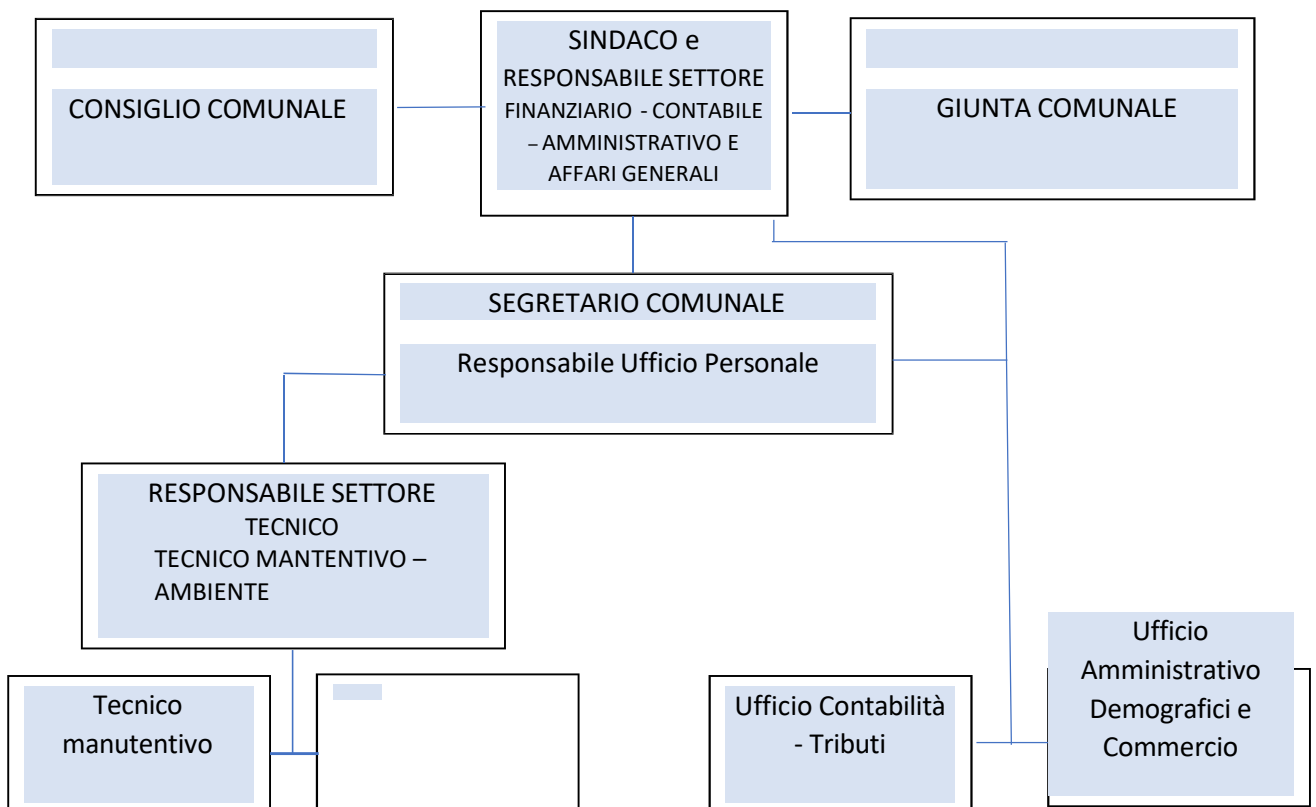 CONSIGLIO COMUNALE
SINDACO e
RESPONSABILE SETTORE
FINANZIARIO - CONTABILE
– AMMINISTRATIVO E
AFFARI GENERALI
GIUNTA COMUNALE
SEGRETARIO COMUNALE
Responsabile Ufficio Personale
RESPONSABILE SETTORE
TECNICO
TECNICO MANTENTIVO –
AMBIENTE
Tecnico
manutentivo
Ufficio Contabilità
- Tributi
Ufficio
Amministrativo
Demografici e
Commercio